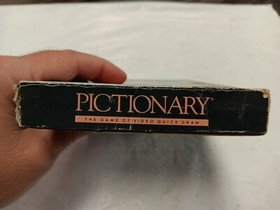 PICTIONARY®
THE GAME OF VIDEO QUICK DRAW